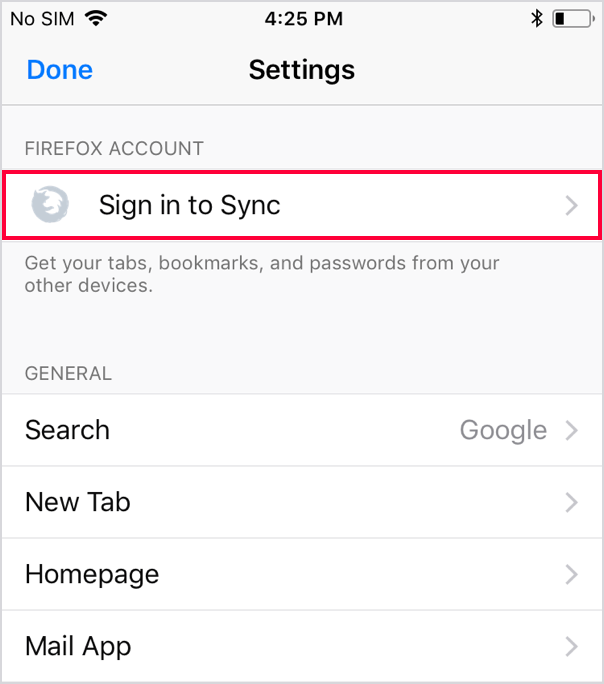 No SIM 4:25 PM
Done Settings
FIREFOX ACCOUNT
Sign in to Sync
Get your tabs, bookmarks, and passwords from your
other devices.
GENERAL
Search Google
New Tab
Homepage
Mail App